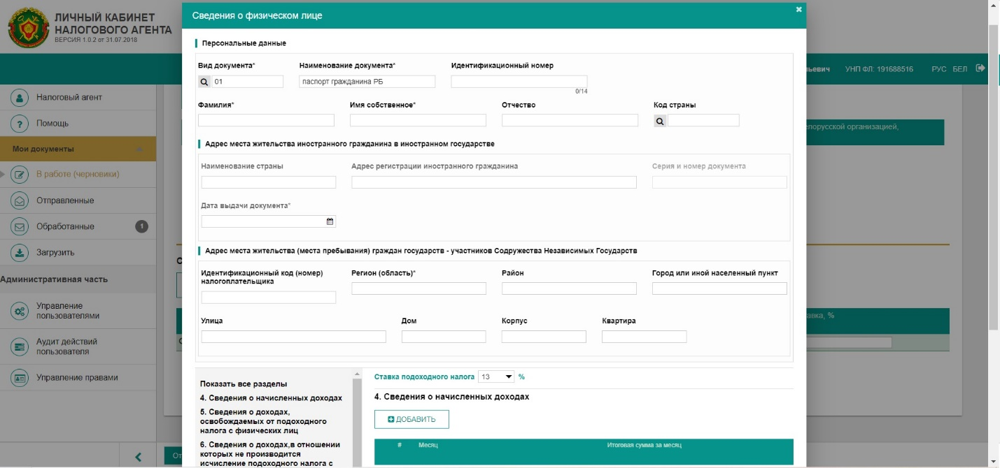 ЛИЧНЫЙ КАБИНЕТ
НАЛОГОВОГО АГЕНТА
ВЕРСИЯ 1.0.2 от 31.07.2018
УНП ФЛ: 191688516 РУС БЕЛ
Налоговый агент
Помощь
Мои документы
В работе (черновики)
Отправленные
Обработанные 1
Загрузить
Административная часть
Управление
пользователями
Аудит действий
пользователя
Управление правами
Сведения о физическом лице
Персональные данные
Вид документа* Наименование документа* Идентификационный номер
01 паспорт гражданина РБ
0/14
Фамилия* Имя собственное* Отчество Код страны
Адрес места жительства иностранного гражданина в иностранном государстве
Наименование страны Адрес регистрации иностранного гражданина Серия и номер документа
Дата выдачи документа*
Адрес места жительства (места пребывания) граждан государств - участников Содружества Независимых Государств
Идентификационный код (номер)
налогоплательщика
Регион (область)* Район Город или иной населенный пункт
Улица Дом Корпус Квартира
Показать все разделы
4. Сведения о начисленных доходах
5. Сведения о доходах,
освобождаемых от подоходного
налога с физических лиц
6. Сведения о доходах,в отношении
которых не производится
исчисление подоходного налога с
Ставка подоходного налога 13 %
4. Сведения о начисленных доходах
ДОБАВИТЬ
# Месяц Итоговая сумма за месяц
елорусской организацией,
авка, %